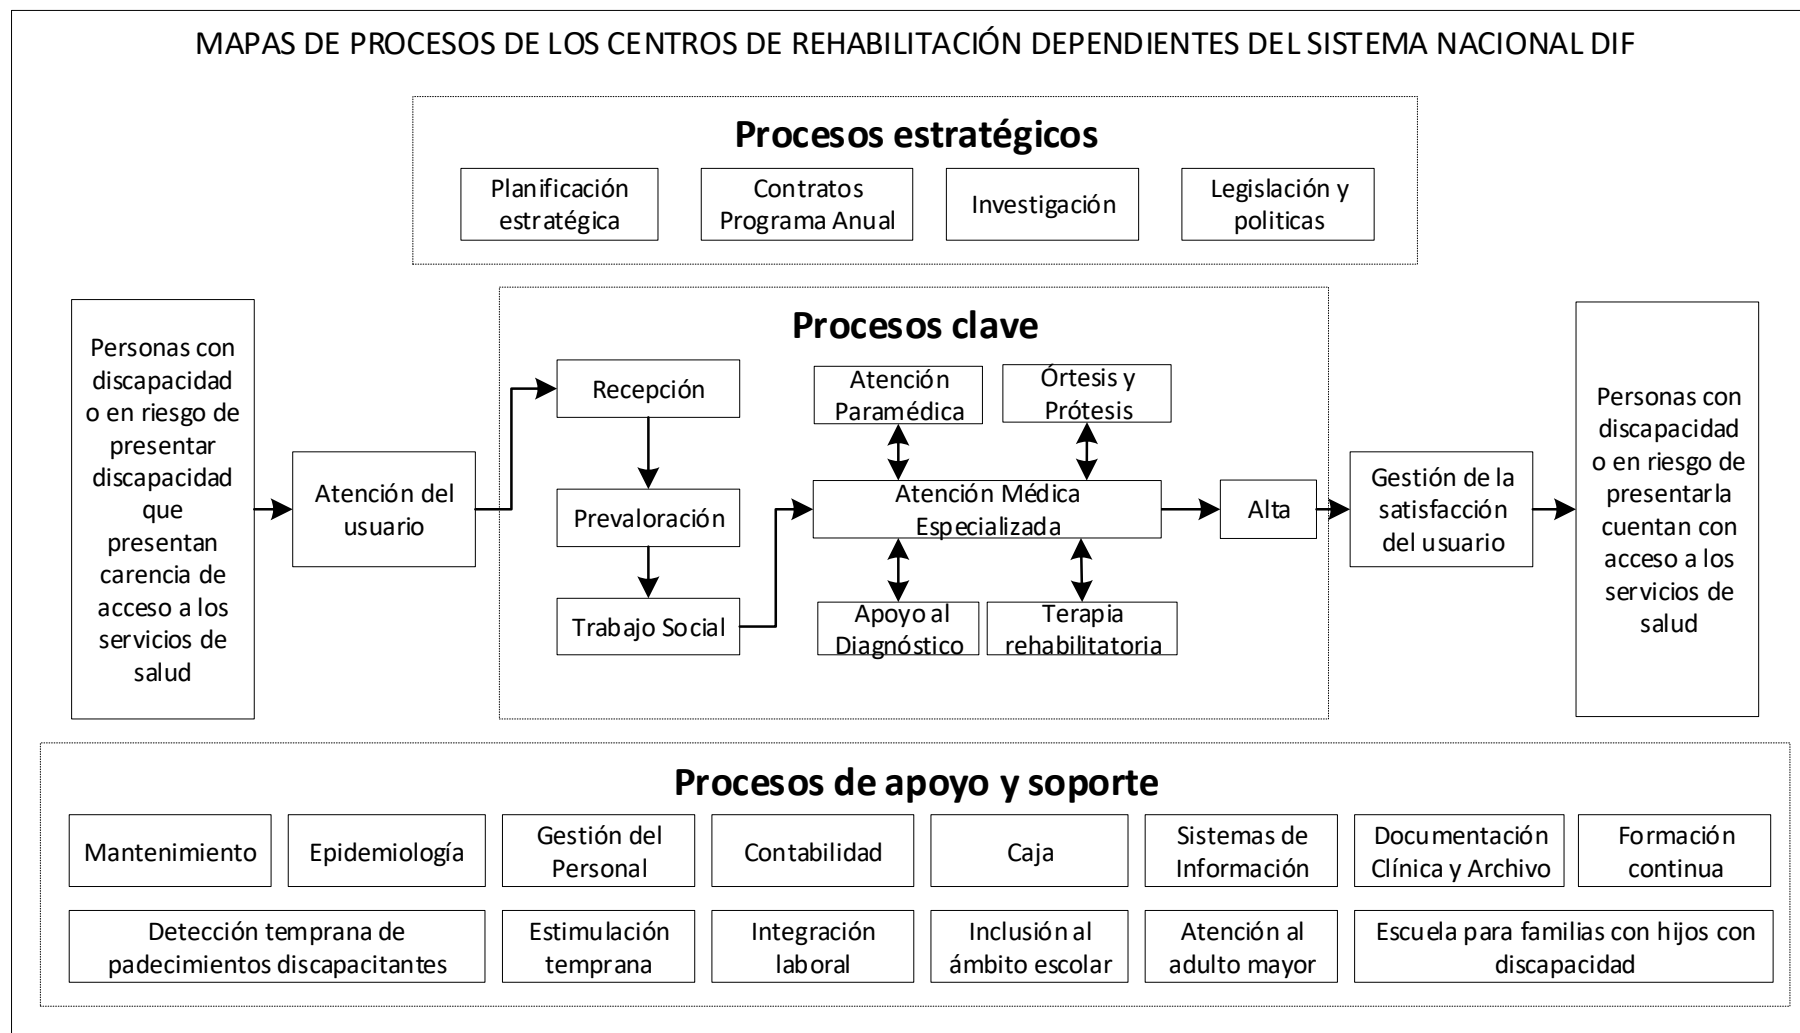 MAPAS DE PROCESOS DE LOS CENTROS DE REHABILITACIÓN DEPENDIENTES DEL SISTEMA NACIONAL DIF
Procesos estratégicos
Planificación
estratégica
Contratos
Programa Anual
Investigación
Legislación y
politicas
Personas con
discapacidad
o en riesgo de
presentar
discapacidad
que
presentan
carencia de
acceso a los
servicios de
salud
Atención del
usuario
Procesos clave
Recepción
Prevaloración
Trabajo Social
Atención
Paramédica
Órtesis y
Prótesis
Atención Médica
Especializada
Apoyo al
Diagnóstico
Terapia
rehabilitatoria
Alta
Gestión de la
satisfacción
del usuario
Personas con
discapacidad
o en riesgo de
presentarla
cuentan con
acceso a los
servicios de
salud
Procesos de apoyo y soporte
Mantenimiento
Epidemiología
Gestión del
Personal
Contabilidad
Caja
Sistemas de
Información
Documentación
Clínica y Archivo
Formación
continua
Detección temprana de
padecimientos discapacitantes
Estimulación
temprana
Integración
laboral
Inclusión al
ámbito escolar
Atención al
adulto mayor
Escuela para familias con hijos con
discapacidad